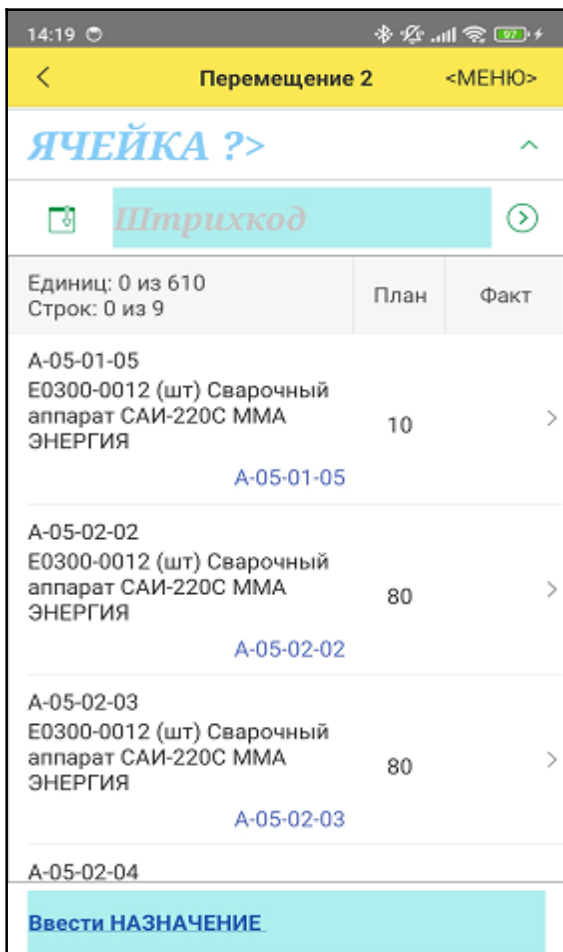 14:19 97
Перемещение 2 <МЕНЮ>
ЯЧЕЙКА ?>
Штрихкод
Единиц: 0 из 610
Строк: 0 из 9
План Факт
А-05-01-05
Е0300-0012 (шт) Сварочный
аппарат САИ-220С ММА
ЭНЕРГИЯ
10
А-05-01-05
А-05-02-02
Е0300-0012 (шт) Сварочный
аппарат САИ-220С ММА
ЭНЕРГИЯ
80
А-05-02-02
А-05-02-03
Е0300-0012 (шт) Сварочный
аппарат САИ-220С ММА
ЭНЕРГИЯ
80
А-05-02-03
А-05-02-04
Ввести НАЗНАЧЕНИЕ